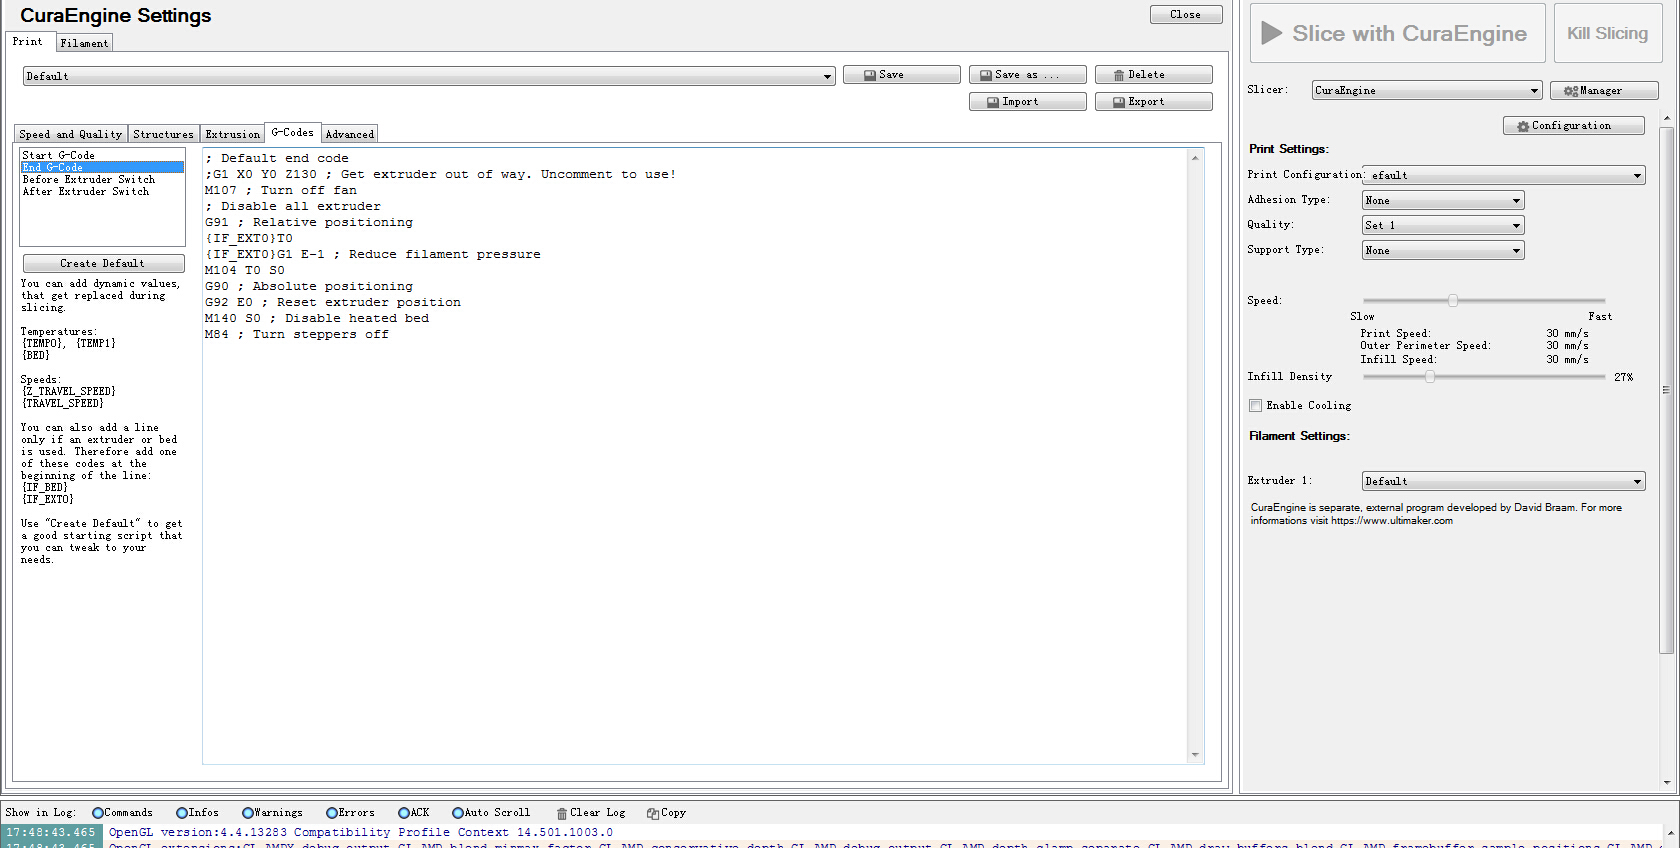 CuraEngine Settings
Close
Print
Filament
Default
Save
Save as ...
Delete
Import
Export
Speed and Quality
Structures
Extrusion
G-Codes
Advanced
Start G-Code
End G-Code
Before Extruder Switch
After Extruder Switch
Create Default
You can add dynamic values,
that get replaced during
slicing.
Temperatures:
{TEMP0}, {TEMP1}
{BED}
Speeds:
{Z_TRAVEL_SPEED}
{TRAVEL_SPEED}
You can also add a line
only if an extruder or bed
is used. Therefore add one
of these codes at the
beginning of the line:
{IF_BED}
{IF_EXT0}
Use "Create Default" to get
a good starting script that
you can tweak to your
needs.
; Default end code
;G1 X0 Y0 Z130 ; Get extruder out of way. Uncomment to use!
M107 ; Turn off fan
; Disable all extruder
G91 ; Relative positioning
{IF_EXT0}T0
{IF_EXT0}G1 E-1 ; Reduce filament pressure
M104 T0 S0
G90 ; Absolute positioning
G92 E0 ; Reset extruder position
M140 S0 ; Disable heated bed
M84 ; Turn steppers off
Slice with CuraEngine
Kill Slicing
Slicer:
CuraEngine
Manager
Configuration
Print Settings:
Print Configuration:
efault
Adhesion Type:
None
Quality:
Set 1
Support Type:
None
Speed:
Slow
Fast
Print Speed: 30 mm/s
Outer Perimeter Speed: 30 mm/s
Infill Speed: 30 mm/s
Infill Density
27%
Enable Cooling
Filament Settings:
Extruder 1:
Default
CuraEngine is separate, external program developed by David Braam. For more
informations visit https://www.ultimaker.com
Show in Log:
Commands
Infos
Warnings
Errors
ACK
Auto Scroll
Clear Log
Copy
17:48:43.465 OpenGL version:4.4.13283 Compatibility Profile Context 14.501.1003.0